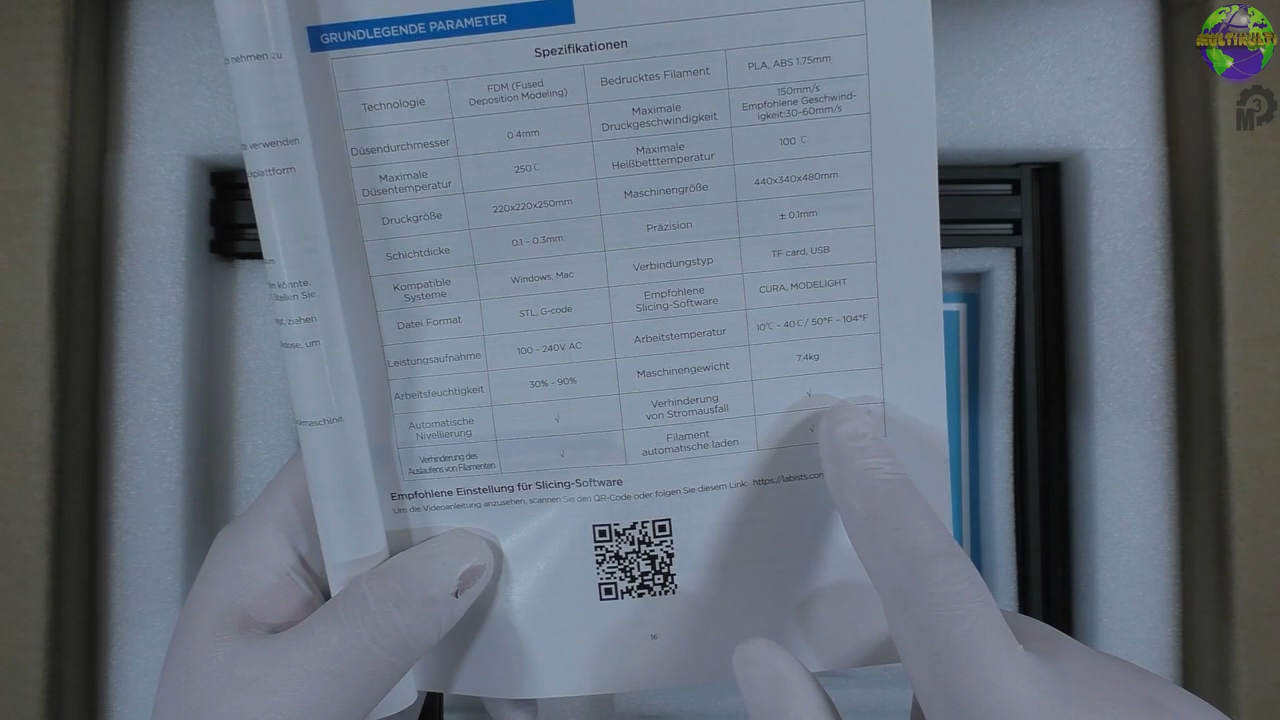 GRUNDLEGENDE PARAMETER
Spezifikationen
Technologie
FDM (Fused
Deposition Modeling)
Bedrucktes Filament
PLA, ABS 1.75mm
Düsendurchmesser
0.4mm
Maximale
Druckgeschwindigkeit
150mm/s
Empfohlene Geschwind-
igkeit:30-60mm/s
Maximale
Düsentemperatur
250℃
Maximale
Heißbetttemperatur
100 ℃
Druckgröße
220x220x250mm
Maschinengröße
440x340x480mm
Schichtdicke
0.1 - 0.3mm
Präzision
± 0.1mm
Kompatible
Systeme
Windows, Mac
Verbindungstyp
TF card, USB
Datei Format
STL, G-code
Empfohlene
Slicing-Software
CURA, MODELIGHT
Leistungsaufnahme
100 - 240V AC
Arbeitstemperatur
10℃ - 40℃/ 50°F - 104°F
Arbeitsfeuchtigkeit
30% - 90%
Maschinengewicht
7.4kg
Automatische
Nivellierung
√
Verhinderung
von Stromausfall
√
Verhinderung des
Auslaufens von Filamenten
√
Filament
automatische laden
√
Empfohlene Einstellung für Slicing-Software
Um die Videoanleitung anzusehen, scannen Sie den QR-Code oder folgen Sie diesem Link: https://labists.com
16
nehmen zu
verwenden
plattform
könnte
Stellen Sie
ziehen
um
MULTIKULTI
M3